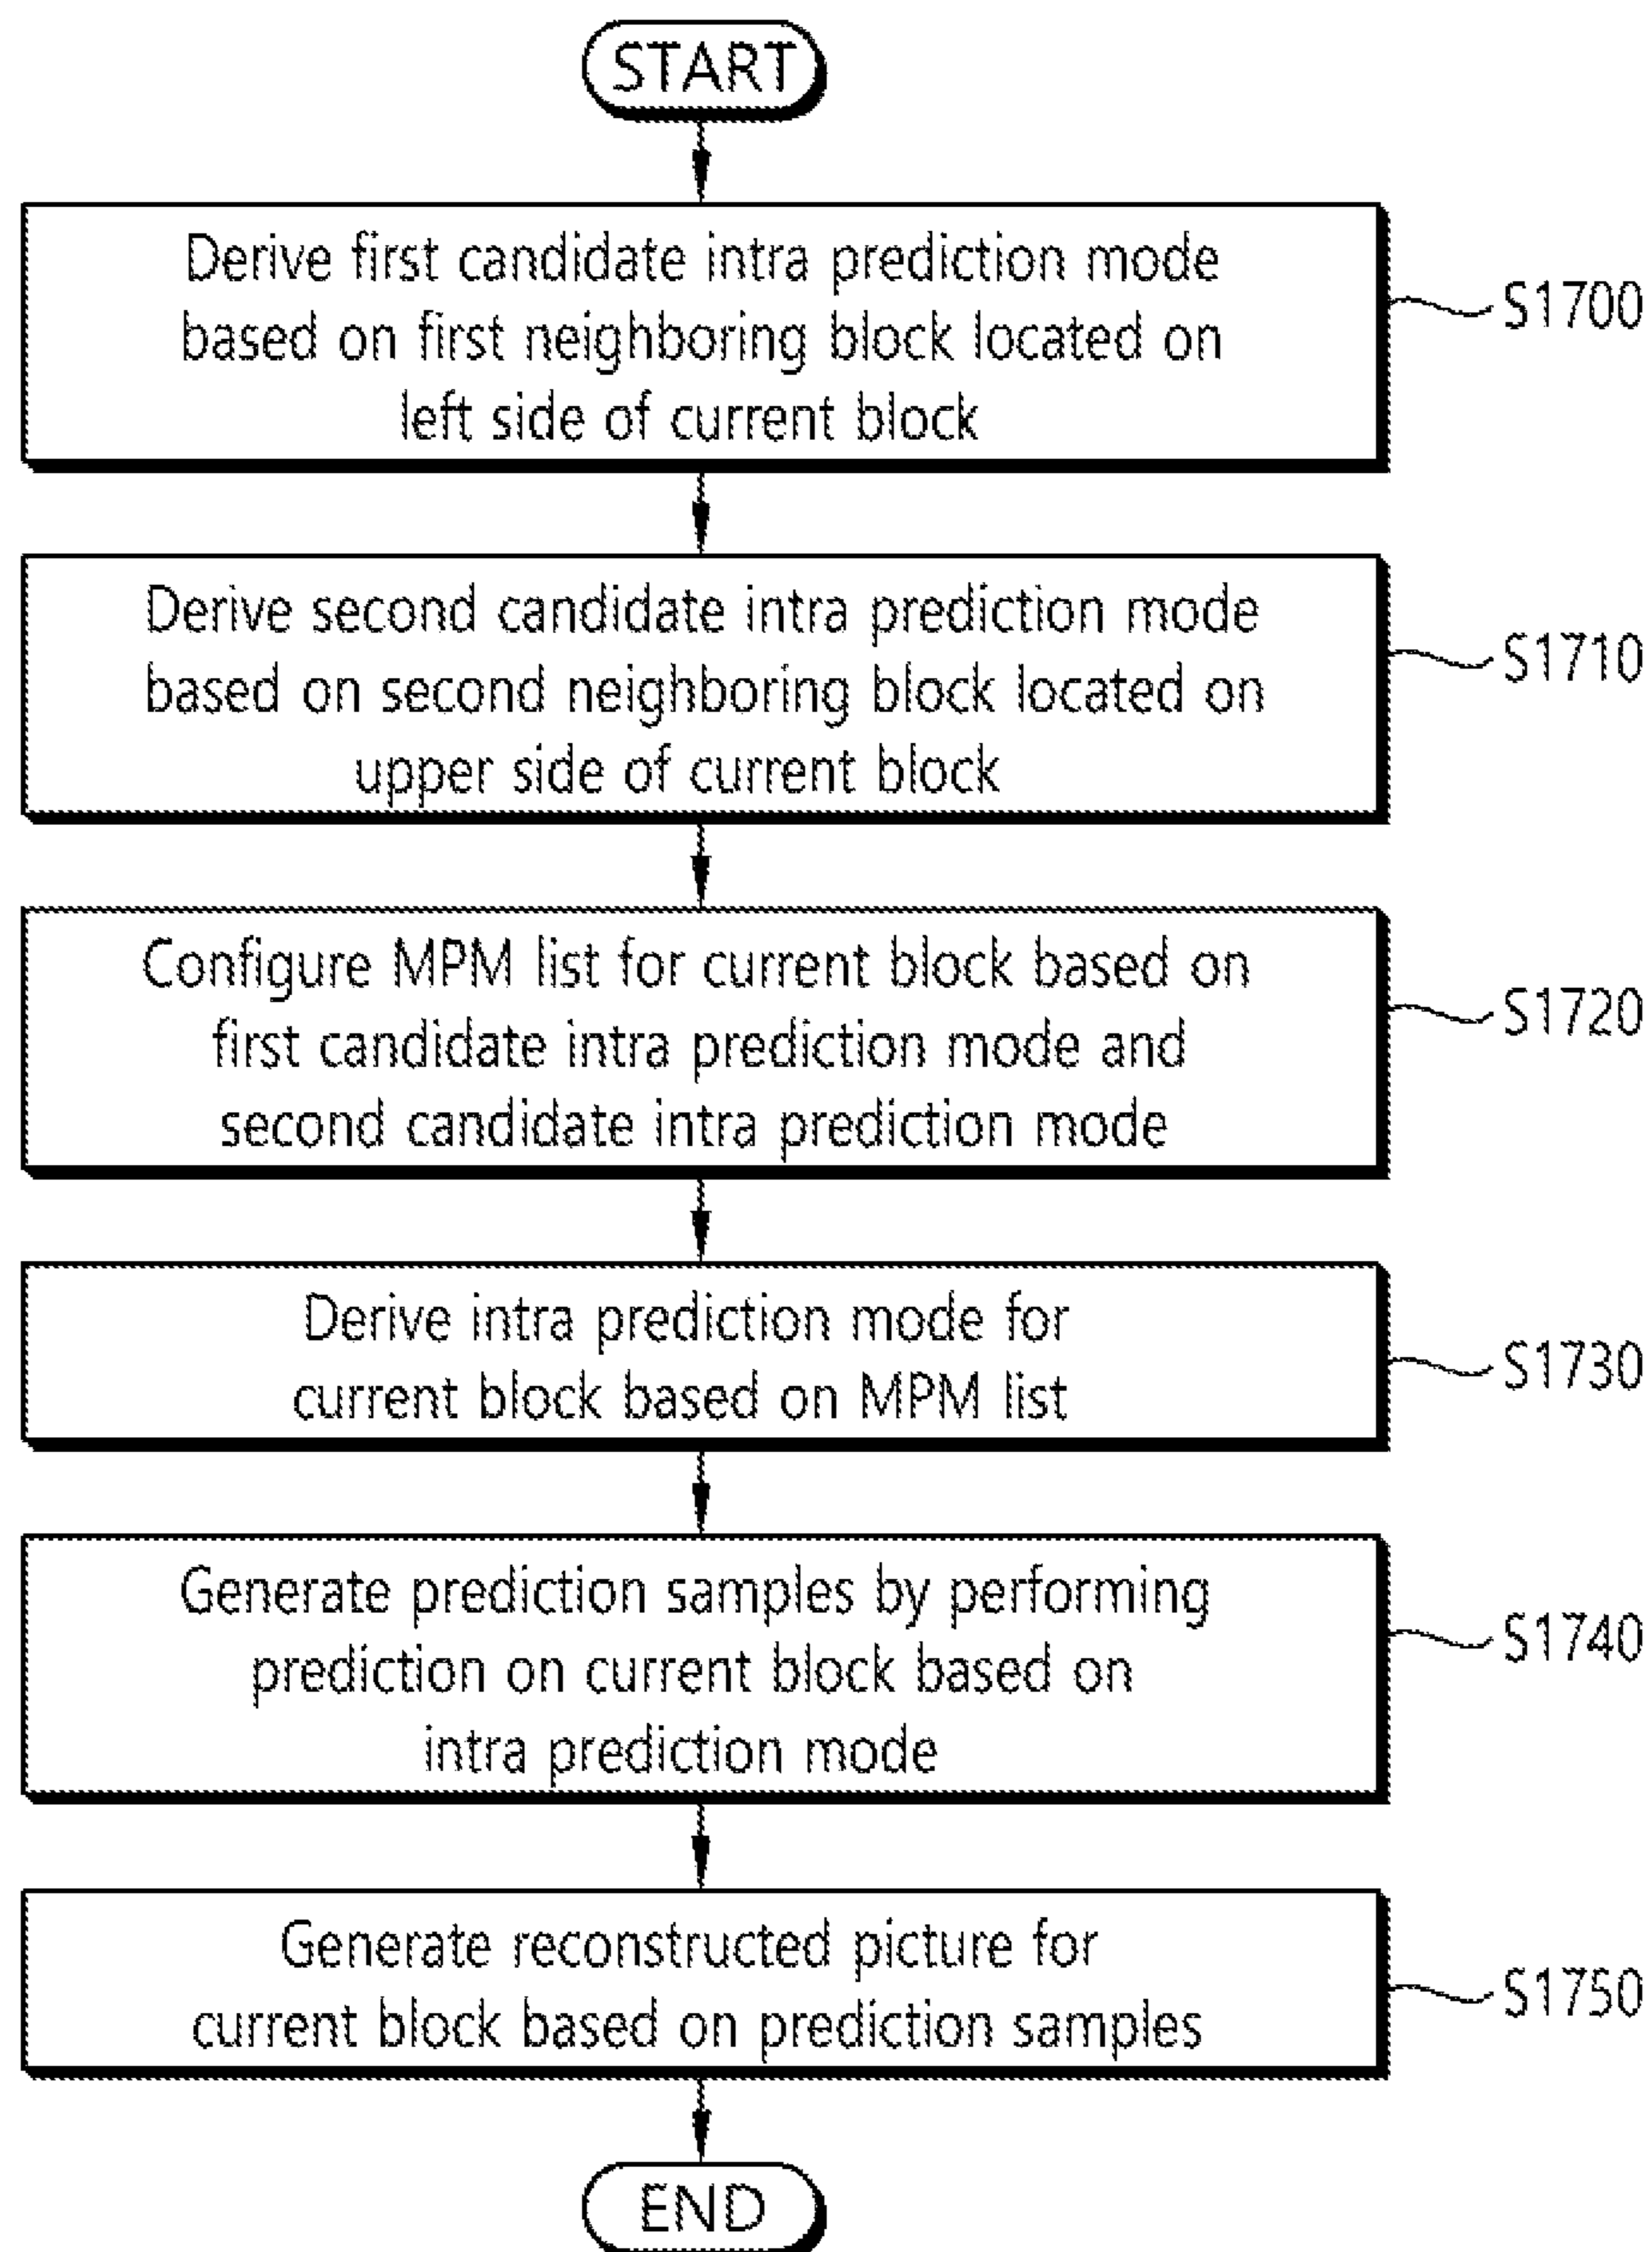 START
Derive first candidate intra prediction mode
based on first neighboring block located on
left side of current block
S1700
Derive second candidate intra prediction mode
based on second neighboring block located on
upper side of current block
S1710
Configure MPM list for current block based on
first candidate intra prediction mode and
second candidate intra prediction mode
S1720
Derive intra prediction mode for
current block based on MPM list
S1730
Generate prediction samples by performing
prediction on current block based on
intra prediction mode
S1740
Generate reconstructed picture for
current block based on prediction samples
S1750
END